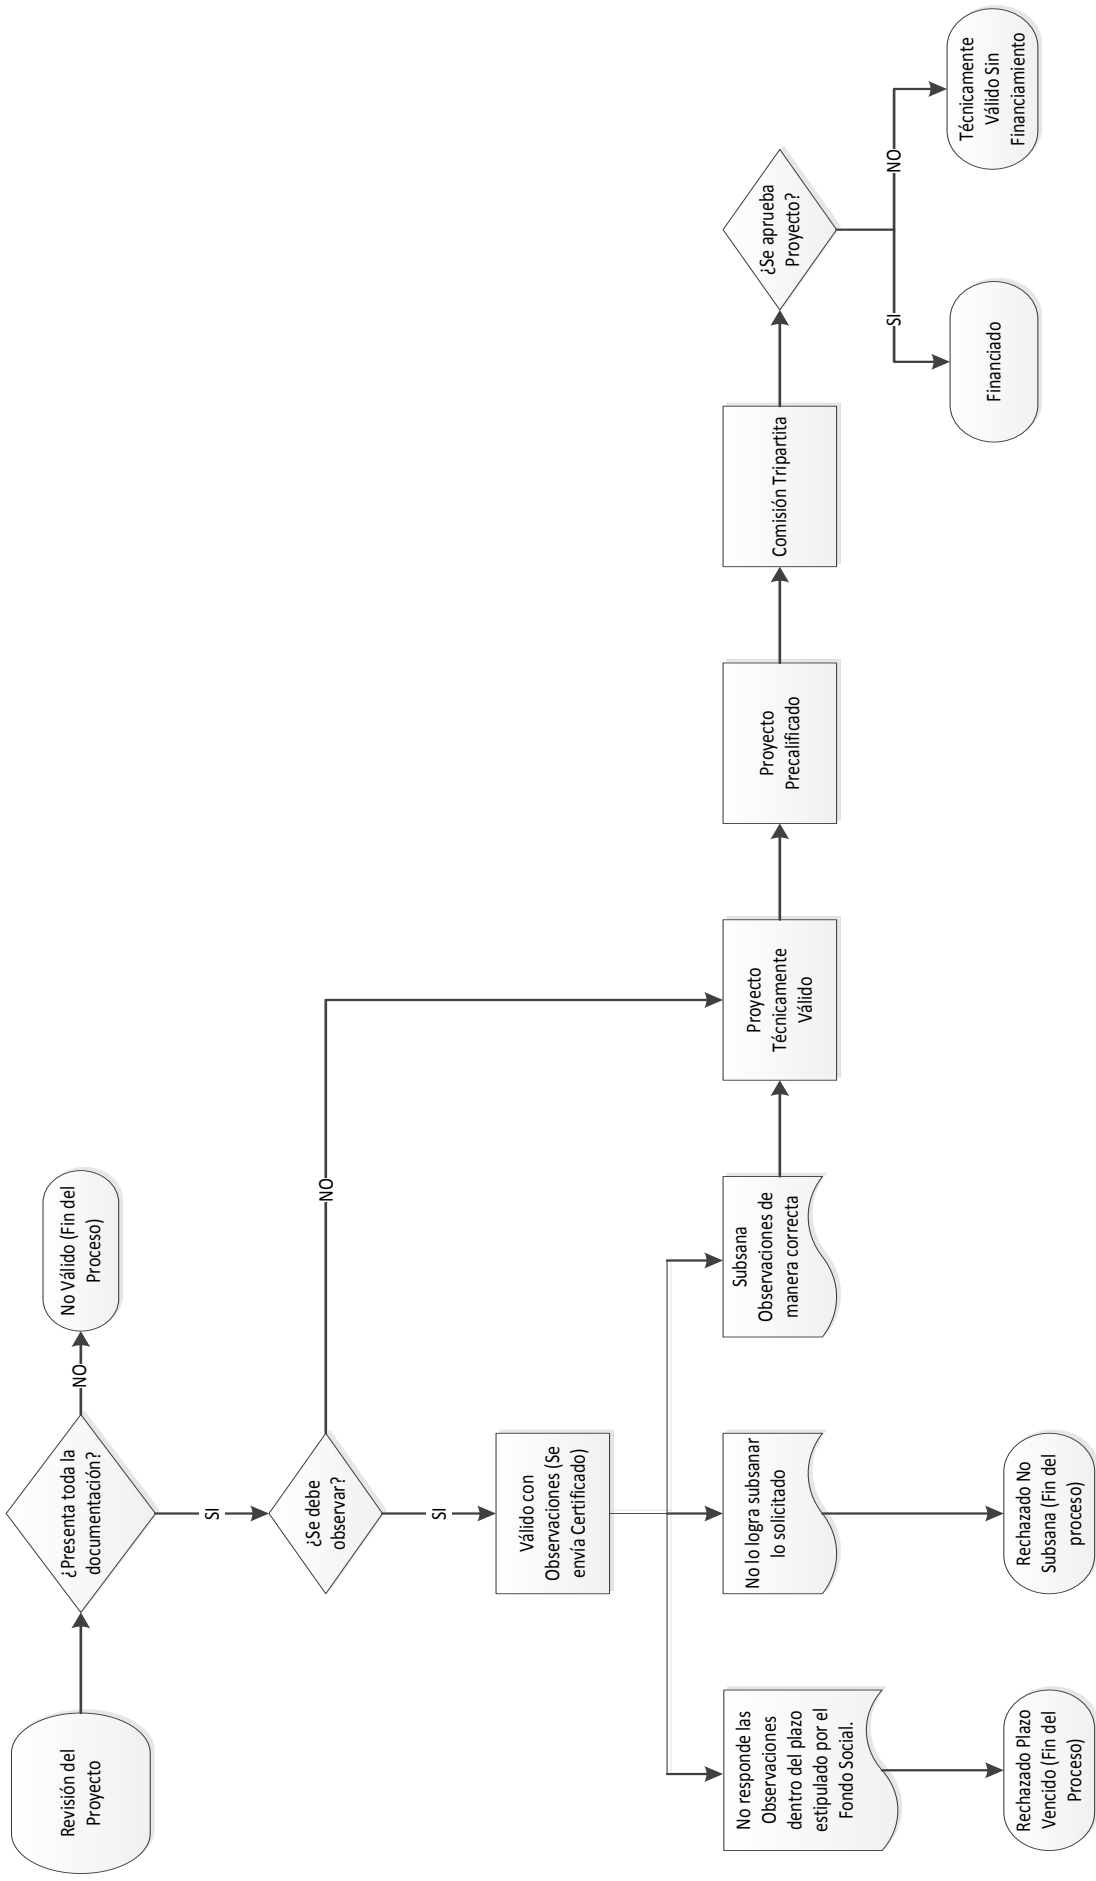 Revisión del
Proyecto
¿Presenta toda la
documentación?
NO
No Válido (Fin del
Proceso)
SI
¿Se debe
observar?
NO
SI
Válido con
Observaciones (Se
envía Certificado)
No responde las
Observaciones
dentro del plazo
estipulado por el
Fondo Social.
No lo logra subsanar
lo solicitado
Subsana
Observaciones de
manera correcta
Proyecto
Técnicamente
Válido
Proyecto
Precalificado
Comisión Tripartita
¿Se aprueba
Proyecto?
SI
NO
Rechazado Plazo
Vencido (Fin del
Proceso)
Rechazado No
Subsana (Fin del
proceso)
Financiado
Técnicamente
Válido Sin
Financiamiento